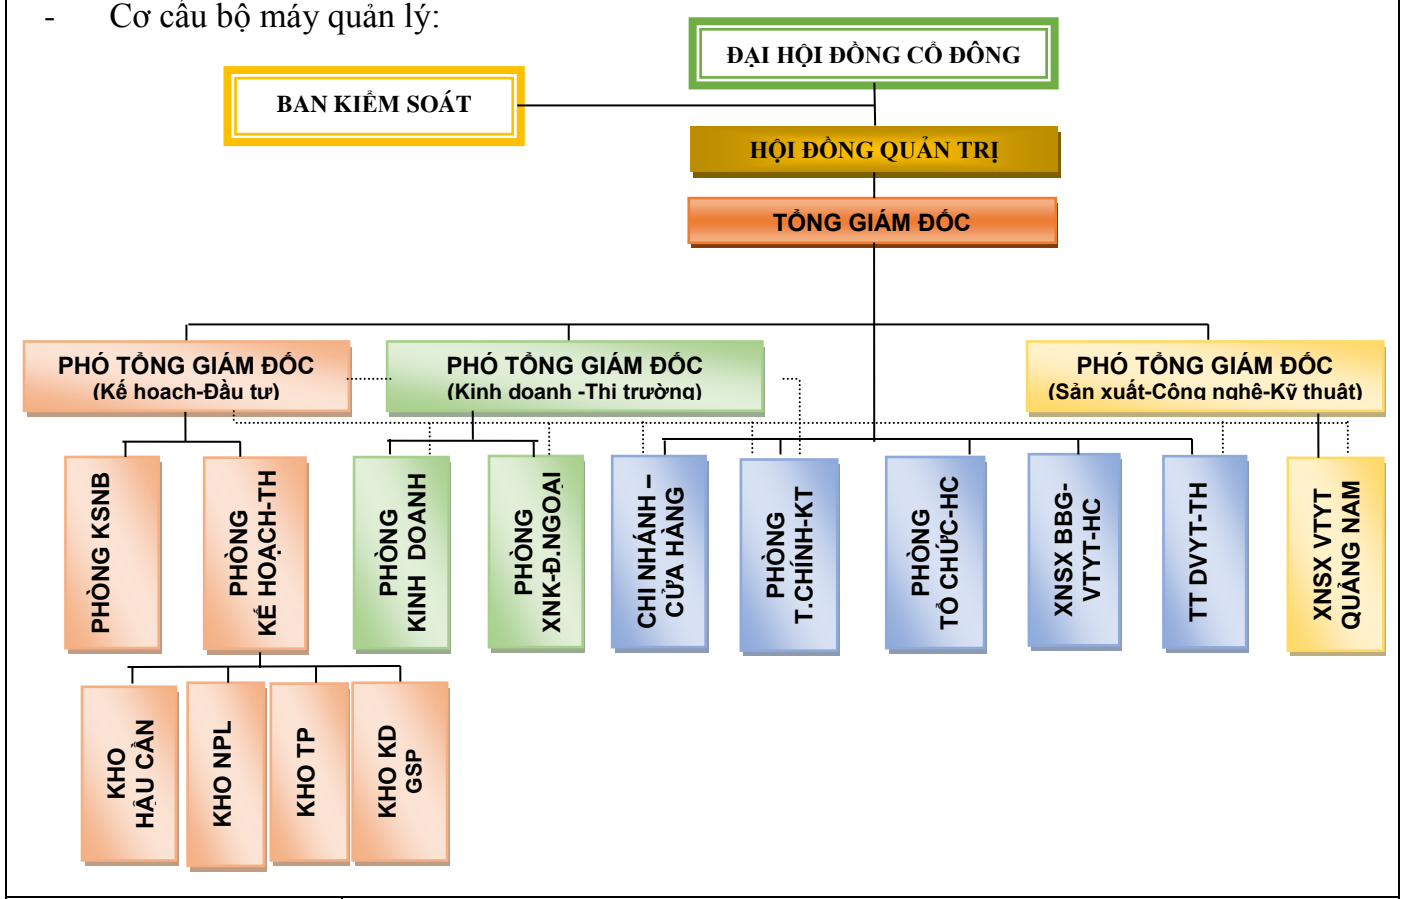 - Cơ cấu bộ máy quản lý:
ĐẠI HỘI ĐỒNG CỔ ĐÔNG
BAN KIỂM SOÁT
HỘI ĐỒNG QUẢN TRỊ
TỔNG GIÁM ĐỐC
PHÓ TỔNG GIÁM ĐỐC
(Kế hoạch-Đầu tư)
PHÓ TỔNG GIÁM ĐỐC
(Kinh doanh -Thị trường)
PHÓ TỔNG GIÁM ĐỐC
(Sản xuất-Công nghệ-Kỹ thuật)
PHÒNG KSNB
PHÒNG
KẾ HOẠCH-TH
PHÒNG
KINH DOANH
PHÒNG
XNK-Đ.NGOẠI
CHI NHÁNH –
CỬA HÀNG
PHÒNG
T.CHÍNH-KT
PHÒNG
TỔ CHỨC-HC
XNSX BBG-
VTYT-HC
TT DVYT-TH
XNSX VTYT
QUẢNG NAM
KHO
HẬU CẦN
KHO NPL
KHO TP
KHO KD
GSP